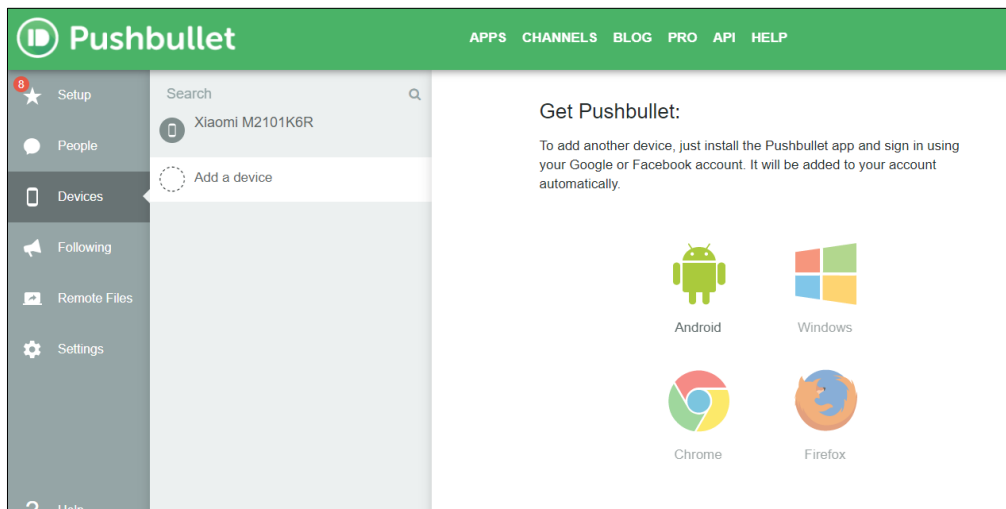 Pushbullet
APPS CHANNELS BLOG PRO API HELP
8
Setup
People
Devices
Following
Remote Files
Settings
Search
Xiaomi M2101K6R
Add a device
Get Pushbullet:
To add another device, just install the Pushbullet app and sign in using
your Google or Facebook account. It will be added to your account
automatically.
Android
Windows
Chrome
Firefox